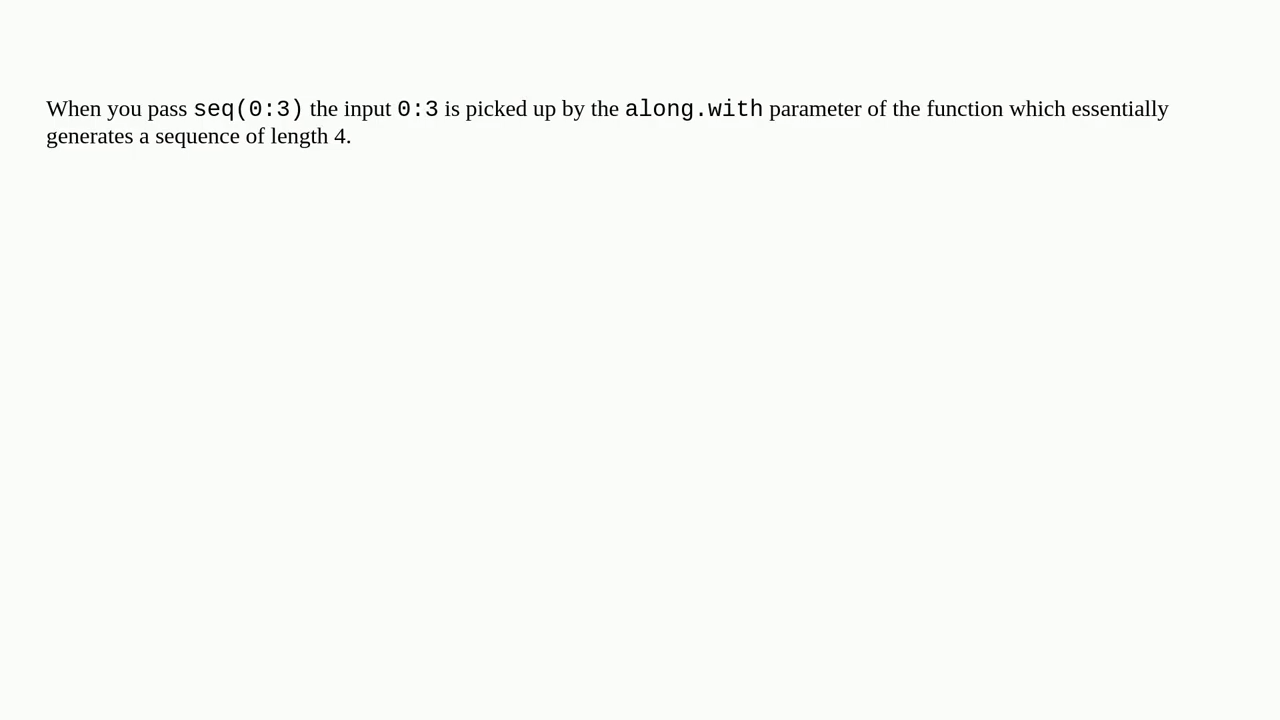 When you pass seq(0:3) the input 0:3 is picked up by the along.with parameter of the function which essentially
generates a sequence of length 4.